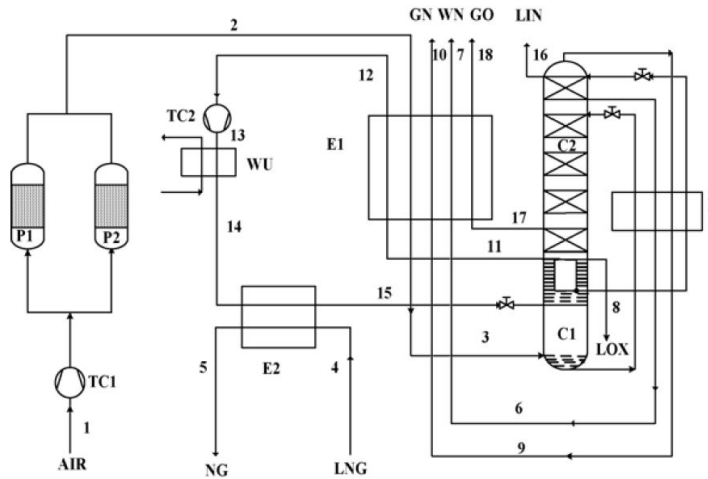 GN WN GO LIN
2
10 7 18 16
12
TC2
13
E1
C2
WU
P1 P2
17
14
11
15
8
C1
3
LOX
5 E2 4
TC1
6
1
9
AIR NG LNG